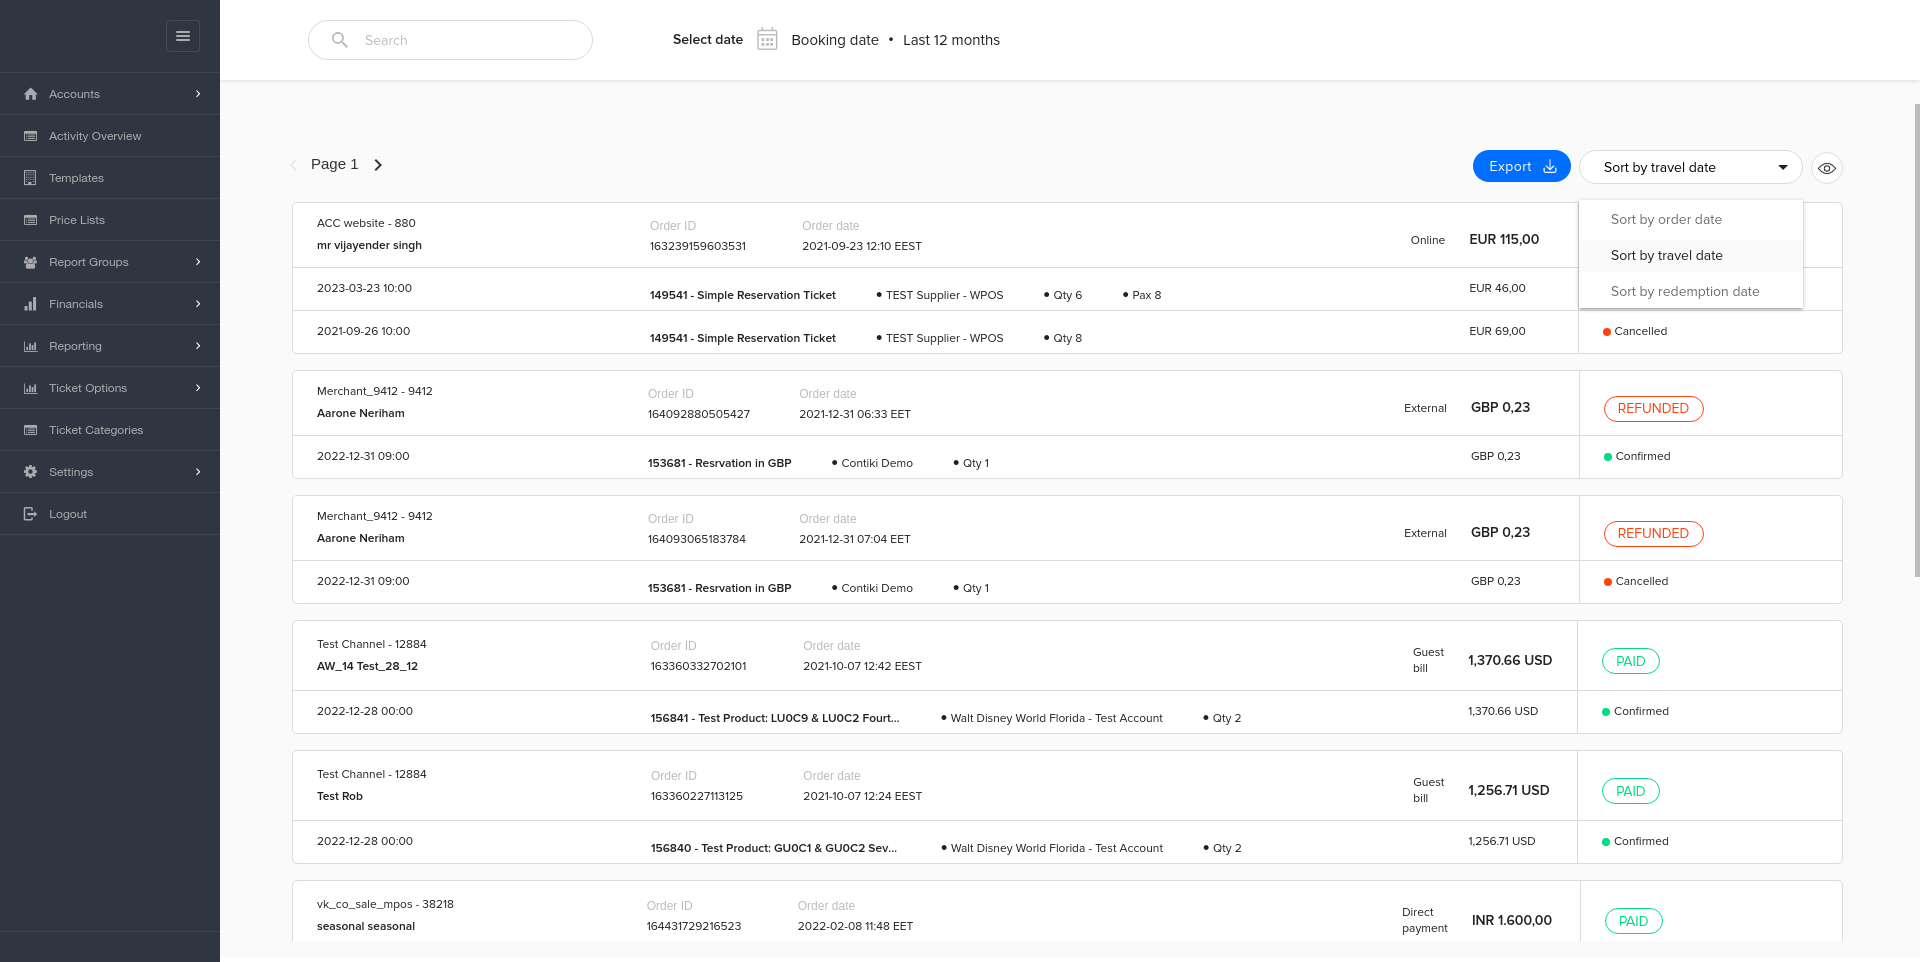 Search
Select date Booking date • Last 12 months
Accounts
Activity Overview
Templates
Price Lists
Report Groups
Financials
Reporting
Ticket Options
Ticket Categories
Settings
Logout
Page 1
Export
Sort by travel date
Sort by order date
Sort by travel date
Sort by redemption date
ACC website - 880
mr vijayender singh
Order ID
163239159603531
Order date
2021-09-23 12:10 EEST
Online
EUR 115,00
2023-03-23 10:00
149541 - Simple Reservation Ticket • TEST Supplier - WPOS • Qty 6 • Pax 8
EUR 46,00
2021-09-26 10:00
149541 - Simple Reservation Ticket • TEST Supplier - WPOS • Qty 8
EUR 69,00
Cancelled
Merchant_9412 - 9412
Aarone Neriham
Order ID
164092880505427
Order date
2021-12-31 06:33 EET
External
GBP 0,23
REFUNDED
2022-12-31 09:00
153681 - Resrvation in GBP • Contiki Demo • Qty 1
GBP 0,23
Confirmed
Merchant_9412 - 9412
Aarone Neriham
Order ID
164093065183784
Order date
2021-12-31 07:04 EET
External
GBP 0,23
REFUNDED
2022-12-31 09:00
153681 - Resrvation in GBP • Contiki Demo • Qty 1
GBP 0,23
Cancelled
Test Channel - 12884
AW_14 Test_28_12
Order ID
163360332702101
Order date
2021-10-07 12:42 EEST
Guest
bill
1,370.66 USD
PAID
2022-12-28 00:00
156841 - Test Product: LU0C9 & LU0C2 Fourt... • Walt Disney World Florida - Test Account • Qty 2
1,370.66 USD
Confirmed
Test Channel - 12884
Test Rob
Order ID
163360227113125
Order date
2021-10-07 12:24 EEST
Guest
bill
1,256.71 USD
PAID
2022-12-28 00:00
156840 - Test Product: GU0C1 & GU0C2 Sev... • Walt Disney World Florida - Test Account • Qty 2
1,256.71 USD
Confirmed
vk_co_sale_mpos - 38218
seasonal seasonal
Order ID
164431729216523
Order date
2022-02-08 11:48 EET
Direct
payment
INR 1.600,00
PAID